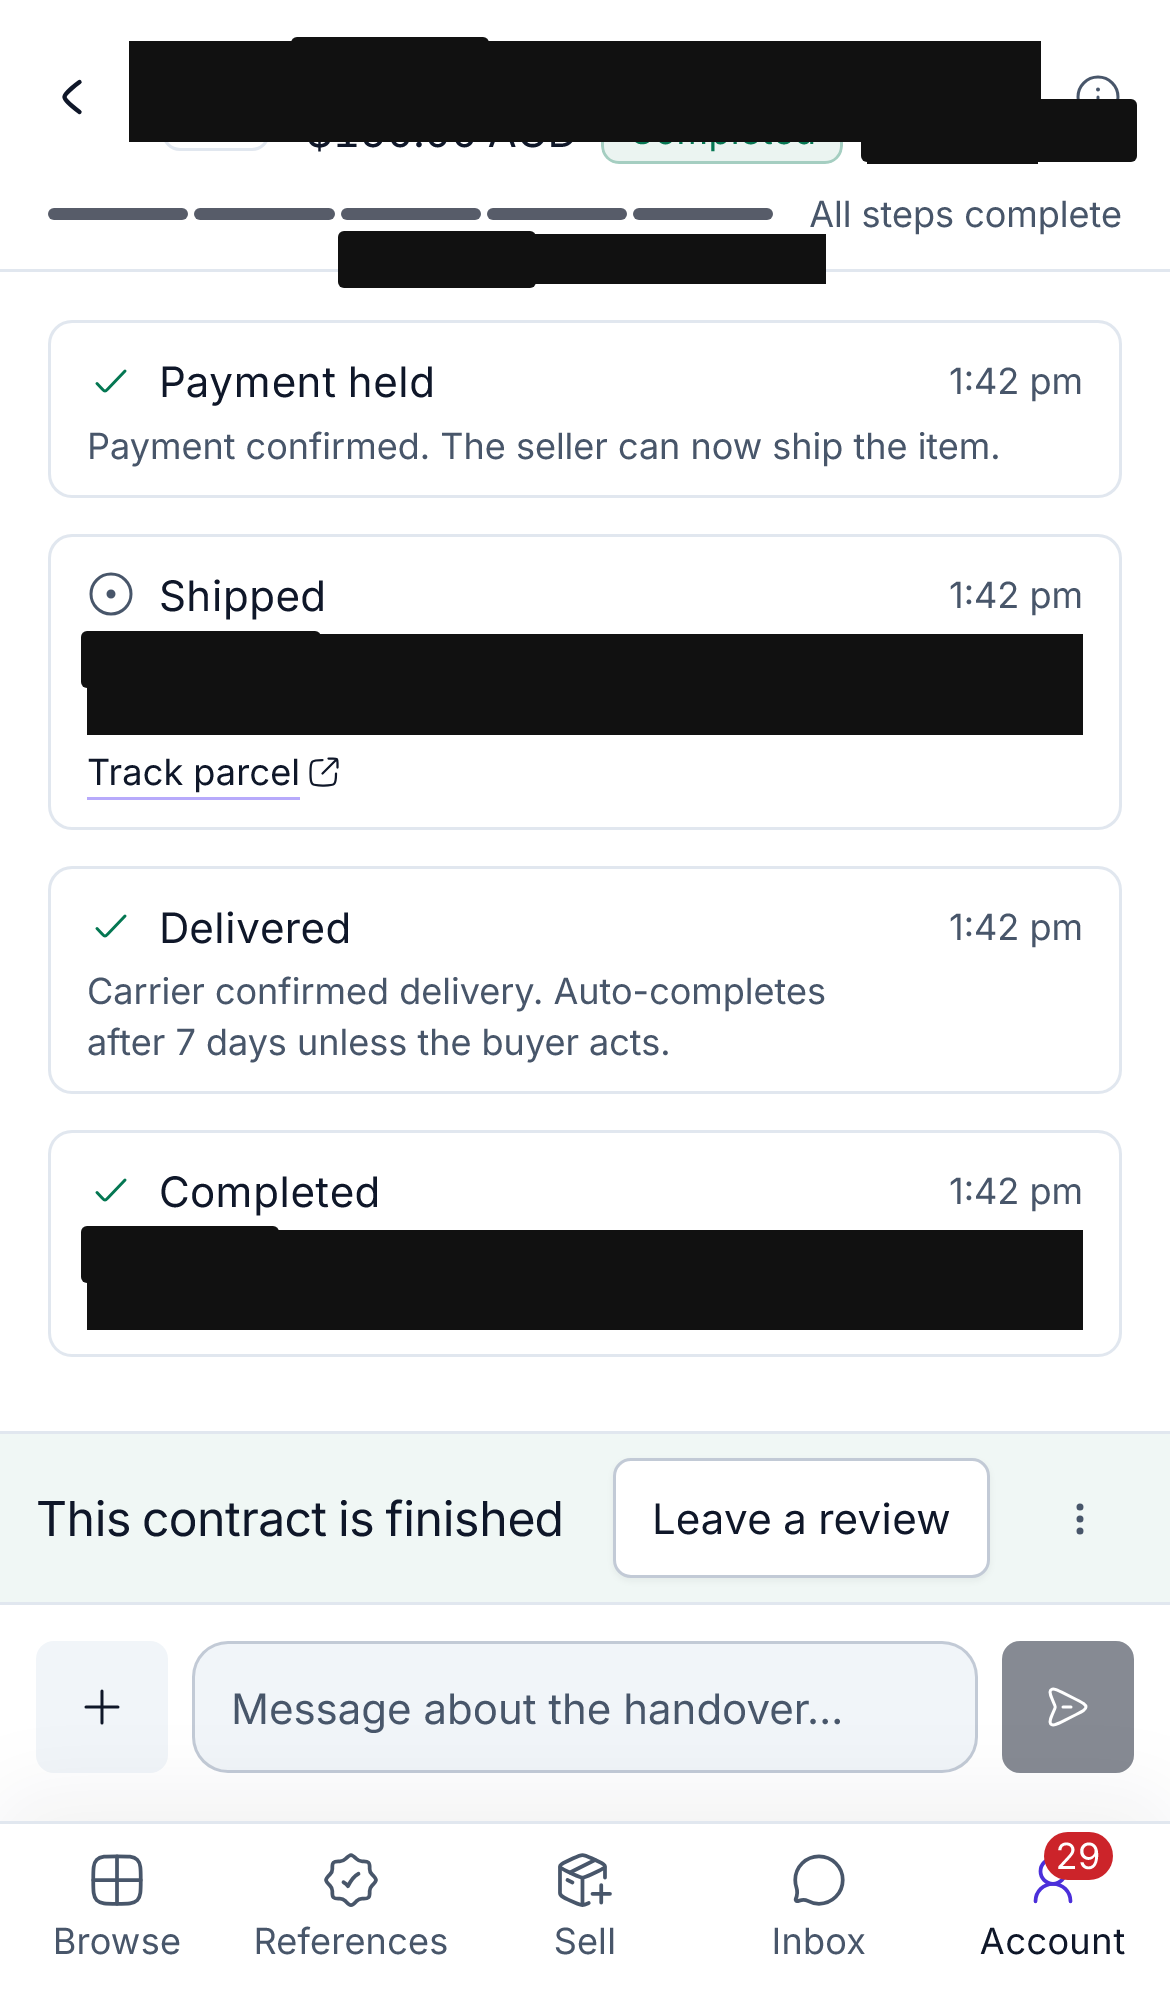 All steps complete
Payment held
1:42 pm
Payment confirmed. The seller can now ship the item.
Shipped
1:42 pm
Track parcel
Delivered
1:42 pm
Carrier confirmed delivery. Auto-completes
after 7 days unless the buyer acts.
Completed
1:42 pm
This contract is finished
Leave a review
Message about the handover...
29
Browse
References
Sell
Inbox
Account